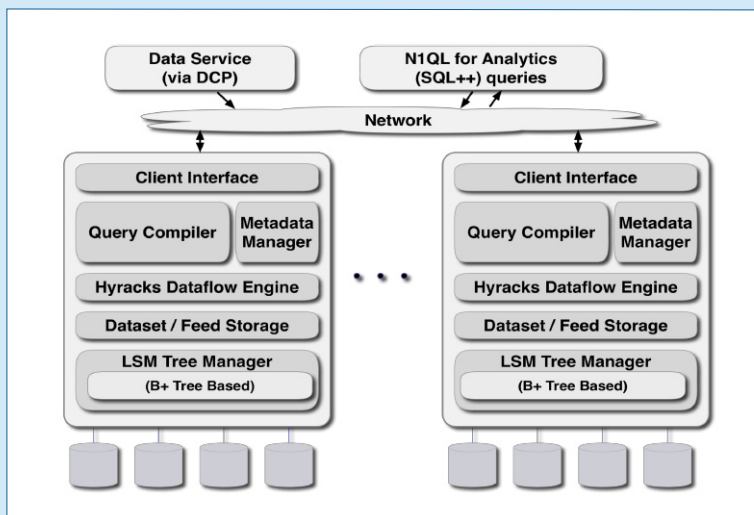 Data Service
(via DCP)
N1QL for Analytics
(SQL++) queries
Network
Client Interface
Query Compiler
Metadata
Manager
Hyracks Dataflow Engine
Dataset / Feed Storage
LSM Tree Manager
(B+ Tree Based)
• • •
Client Interface
Query Compiler
Metadata
Manager
Hyracks Dataflow Engine
Dataset / Feed Storage
LSM Tree Manager
(B+ Tree Based)